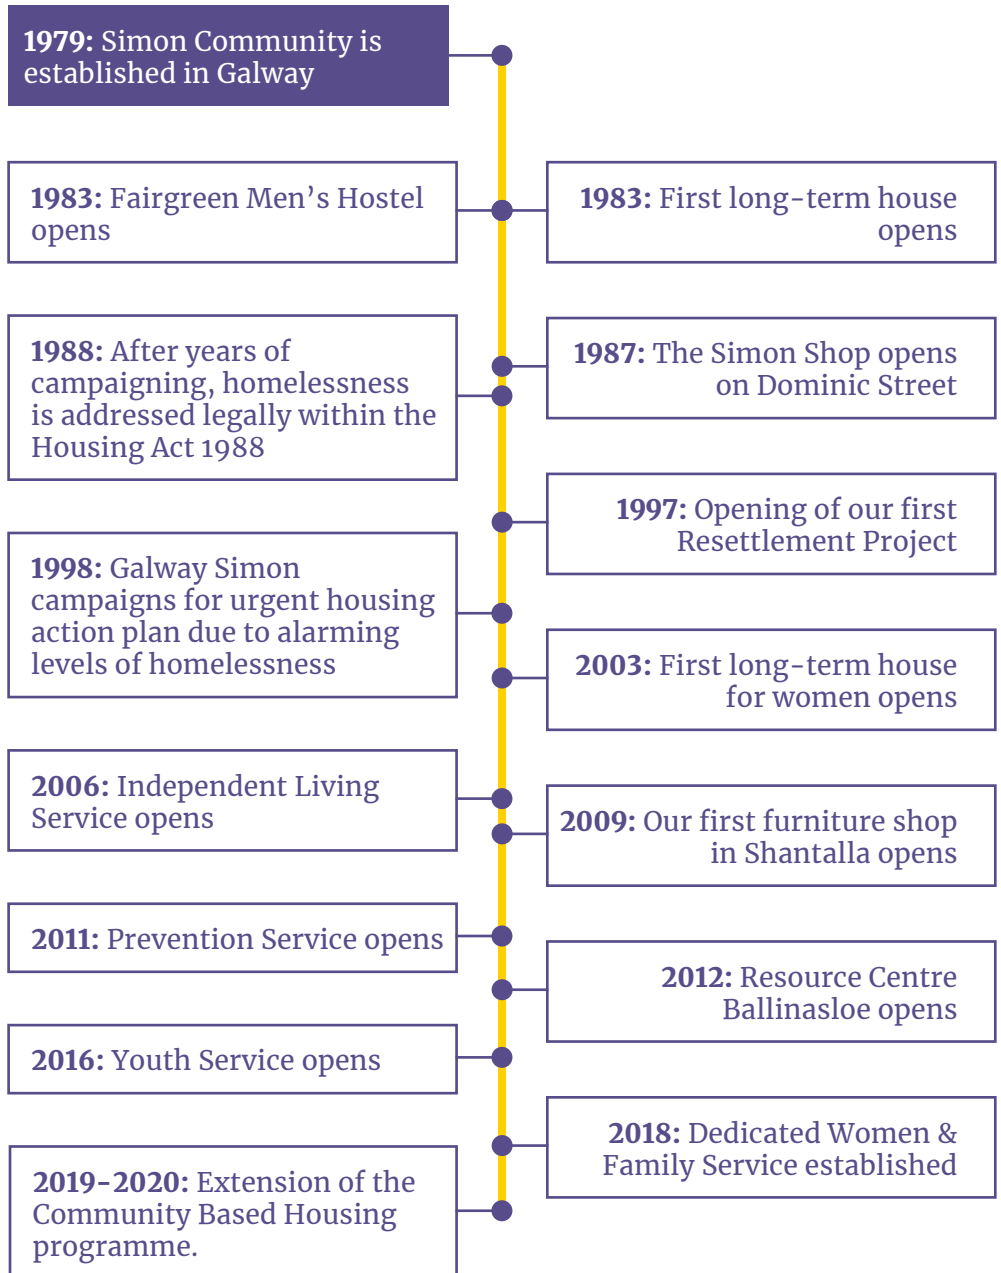 1979: Simon Community is
established in Galway
1983: Fairgreen Men's Hostel
opens
1983: First long-term house
opens
1987: The Simon Shop opens
on Dominic Street
1988: After years of
campaigning, homelessness
is addressed legally within the
Housing Act 1988
1997: Opening of our first
Resettlement Project
1998: Galway Simon
campaigns for urgent housing
action plan due to alarming
levels of homelessness
2003: First long-term house
for women opens
2006: Independent Living
Service opens
2009: Our first furniture shop
in Shantalla opens
2011: Prevention Service opens
2012: Resource Centre
Ballinasloe opens
2016: Youth Service opens
2018: Dedicated Women &
Family Service established
2019-2020: Extension of the
Community Based Housing
programme.